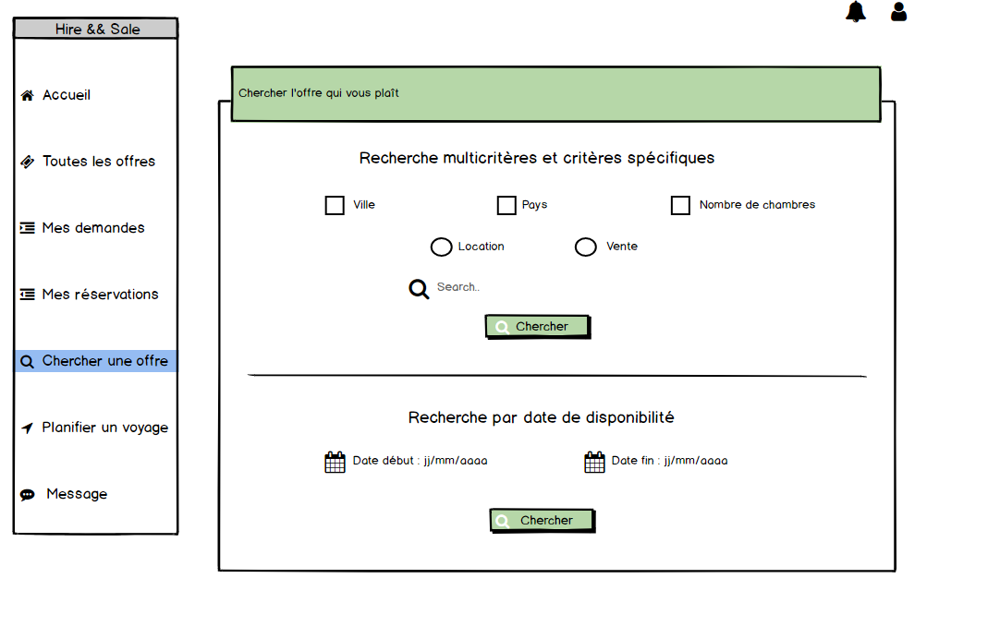 Hire && Sale
Accueil
Toutes les offres
Mes demandes
Mes réservations
Chercher une offre
Planifier un voyage
Message
Chercher l'offre qui vous plaît
Recherche multicritères et critères spécifiques
Ville Pays Nombre de chambres
Location Vente
Search..
Chercher
Recherche par date de disponibilité
Date début : jj/mm/aaaa Date fin : jj/mm/aaaa
Chercher